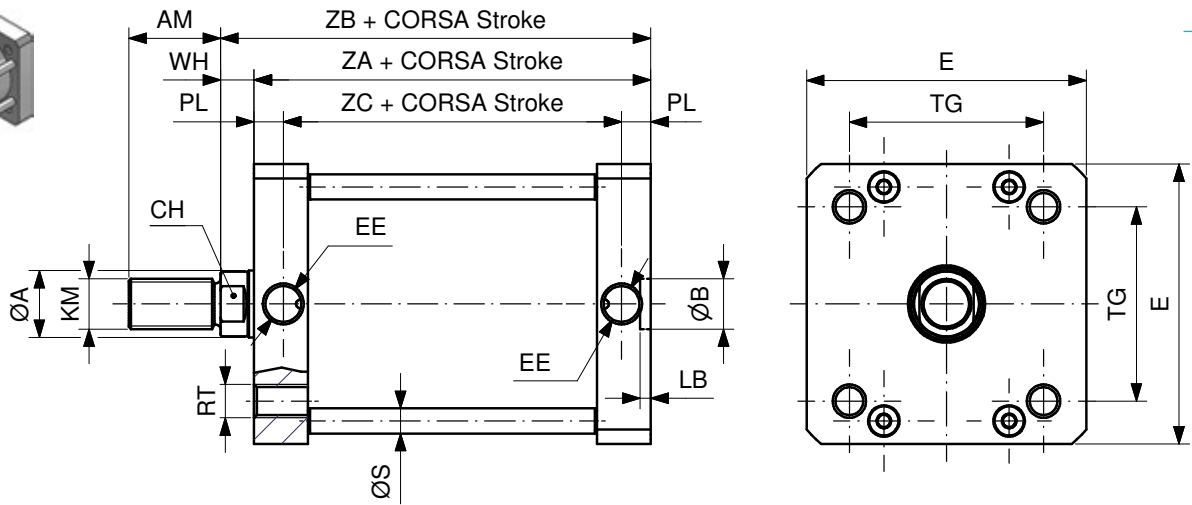 AM
ZB + CORSA Stroke
WH
ZA + CORSA Stroke
PL
ZC + CORSA Stroke
PL
CH
EE
ØA
KM
ØB
EE
LB
RT
ØS
E
TG
TG
E